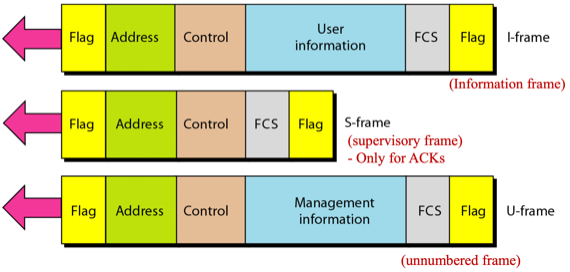 Flag Address Control User information FCS Flag I-frame
(Information frame)
Flag Address Control FCS Flag S-frame
(supervisory frame)
- Only for ACKs
Flag Address Control Management information FCS Flag U-frame
(unnumbered frame)